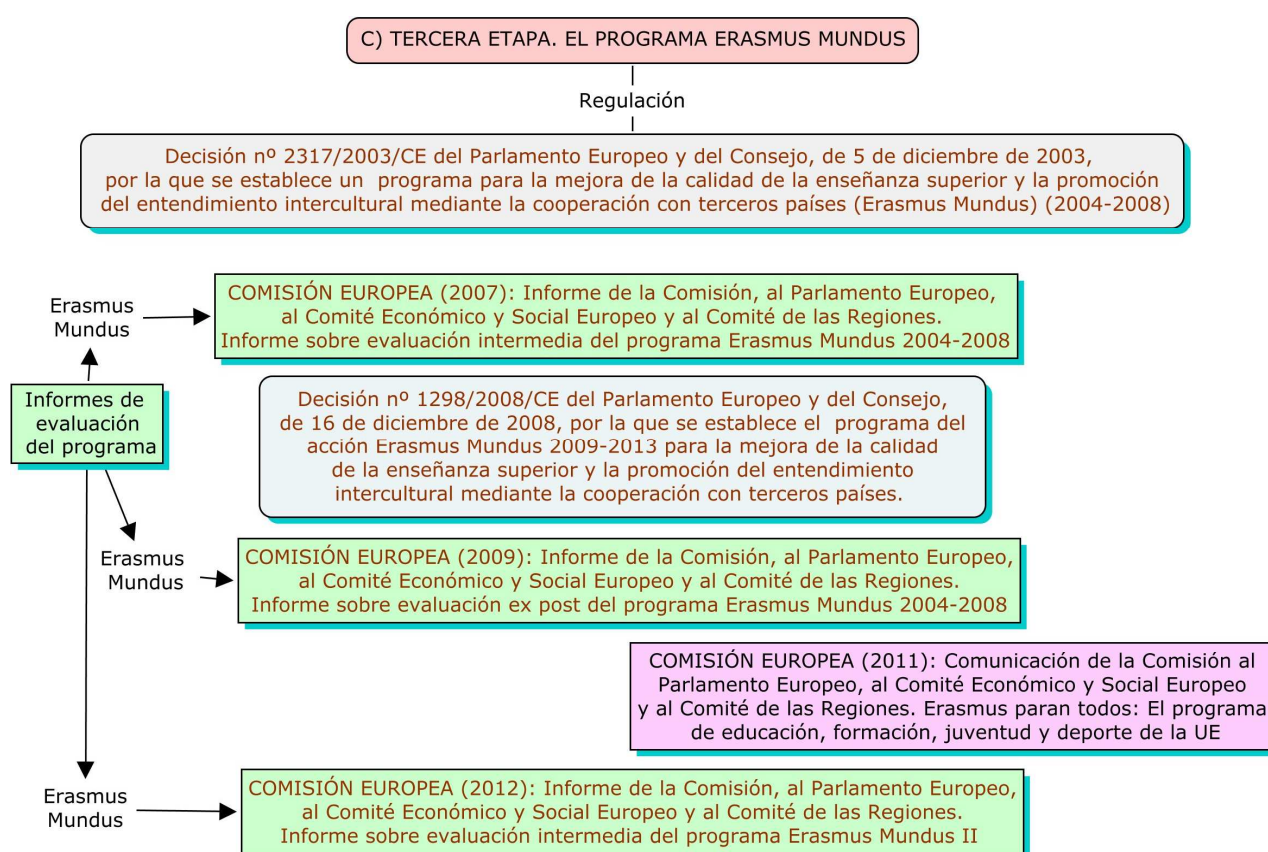 C) TERCERA ETAPA. EL PROGRAMA ERASMUS MUNDUS
Regulación
Decisión nº 2317/2003/CE del Parlamento Europeo y del Consejo, de 5 de diciembre de 2003,
por la que se establece un programa para la mejora de la calidad de la enseñanza superior y la promoción
del entendimiento intercultural mediante la cooperación con terceros países (Erasmus Mundus) (2004-2008)
Erasmus
Mundus
COMISIÓN EUROPEA (2007): Informe de la Comisión, al Parlamento Europeo,
al Comité Económico y Social Europeo y al Comité de las Regiones.
Informe sobre evaluación intermedia del programa Erasmus Mundus 2004-2008
Informes de
evaluación
del programa
Decisión nº 1298/2008/CE del Parlamento Europeo y del Consejo,
de 16 de diciembre de 2008, por la que se establece el programa del
acción Erasmus Mundus 2009-2013 para la mejora de la calidad
de la enseñanza superior y la promoción del entendimiento
intercultural mediante la cooperación con terceros países.
Erasmus
Mundus
COMISIÓN EUROPEA (2009): Informe de la Comisión, al Parlamento Europeo,
al Comité Económico y Social Europeo y al Comité de las Regiones.
Informe sobre evaluación ex post del programa Erasmus Mundus 2004-2008
COMISIÓN EUROPEA (2011): Comunicación de la Comisión al
Parlamento Europeo, al Comité Económico y Social Europeo
y al Comité de las Regiones. Erasmus paran todos: El programa
de educación, formación, juventud y deporte de la UE
Erasmus
Mundus
COMISIÓN EUROPEA (2012): Informe de la Comisión, al Parlamento Europeo,
al Comité Económico y Social Europeo y al Comité de las Regiones.
Informe sobre evaluación intermedia del programa Erasmus Mundus II